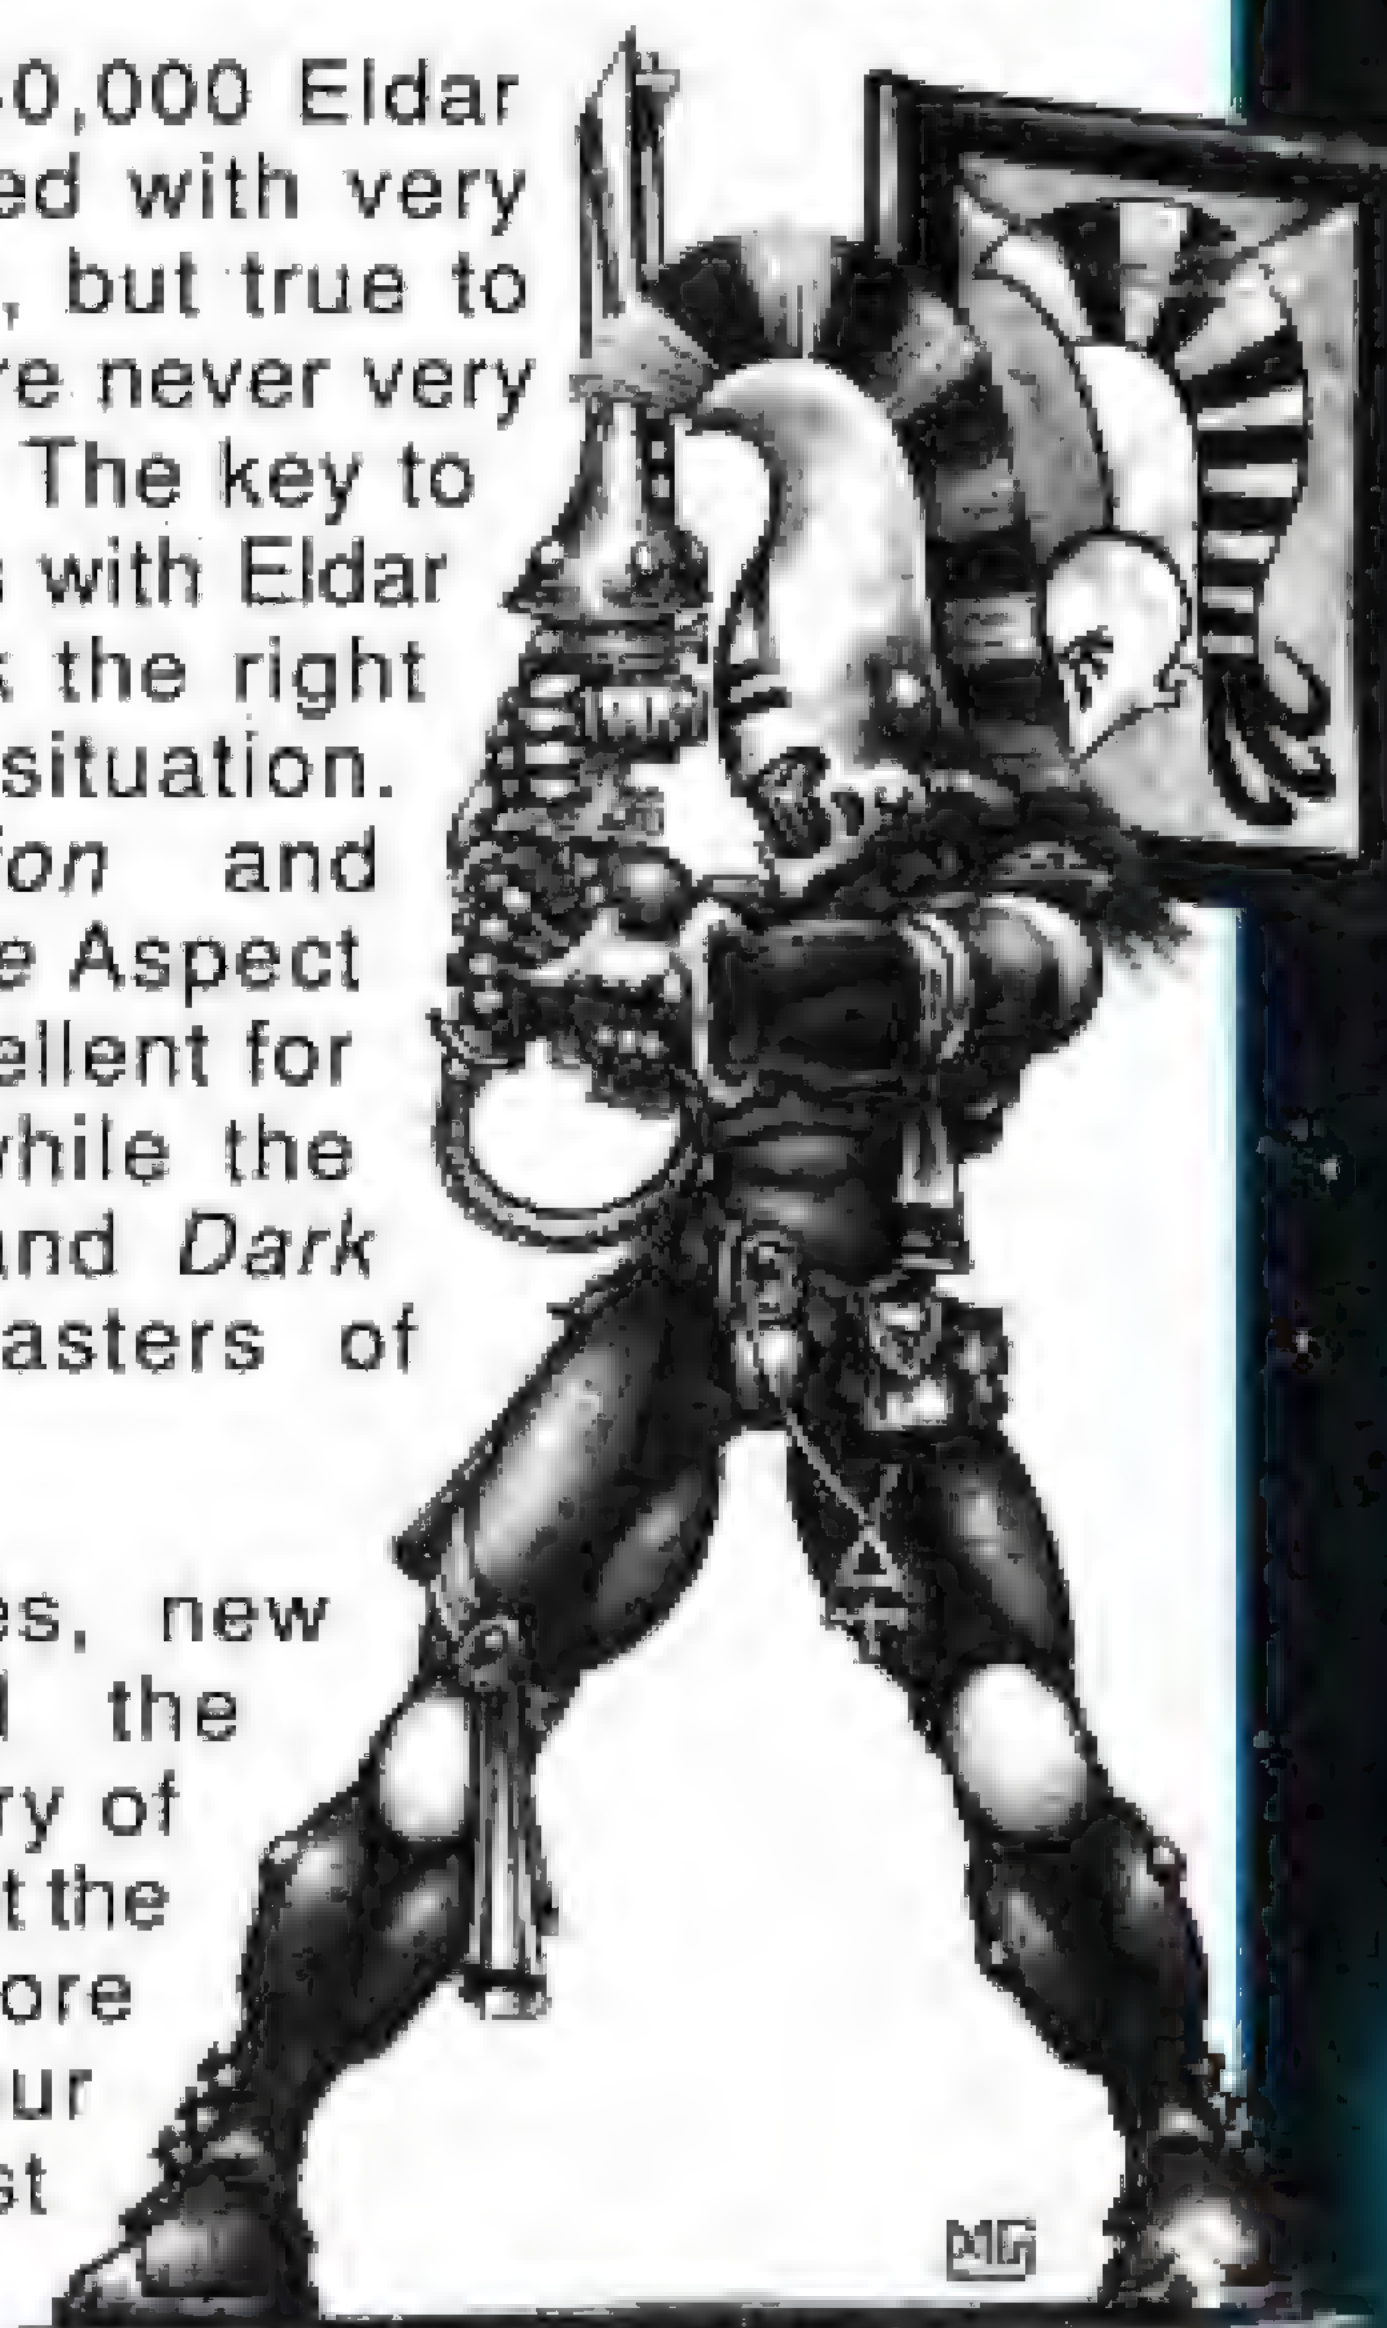 0,000 Eldar
ed with very
, but true to
re never very
The key to
with Eldar
the right
situation.
on and
e Aspect
ellent for
while the
and Dark
asters of
es, new
the
ry of
t the
ore
ur
st
MG